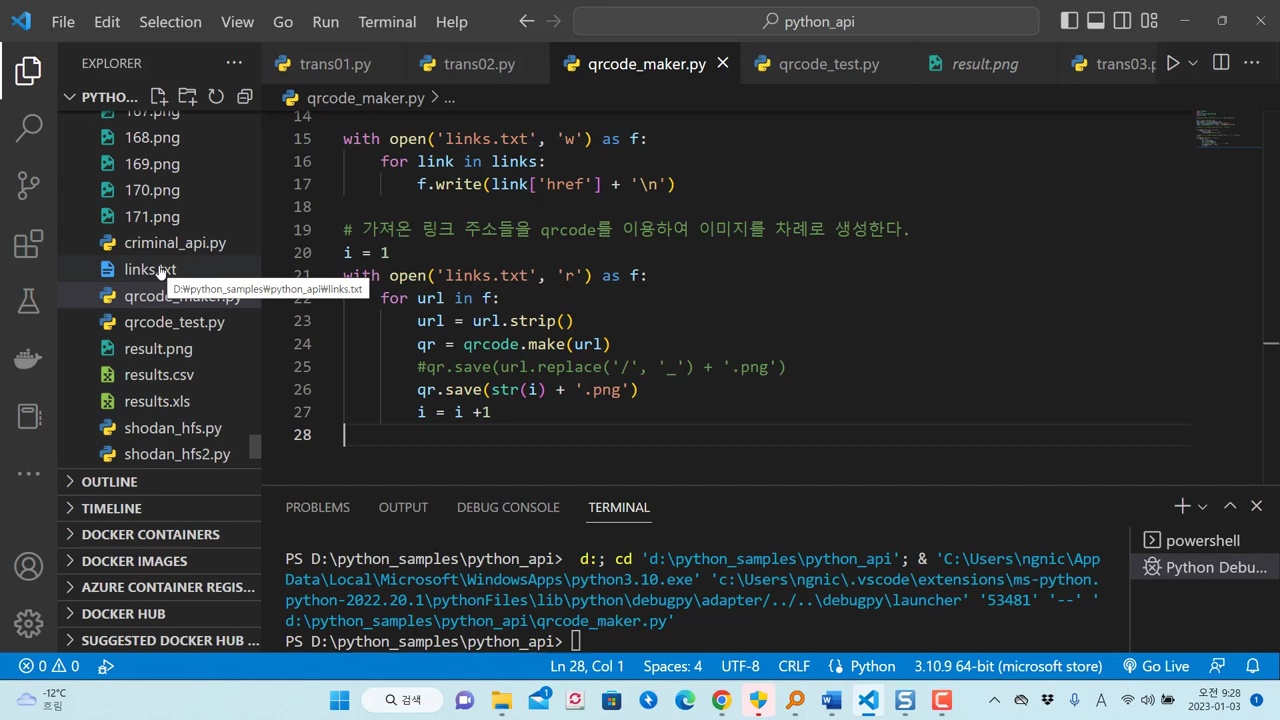 File Edit Selection View Go Run Terminal Help
python_api
EXPLORER
trans01.py
trans02.py
qrcode_maker.py
qrcode_test.py
result.png
trans03.p
PYTHO...
qrcode_maker.py > ...
167.png
168.png
169.png
170.png
171.png
criminal_api.py
links.txt
D:₩python_samples₩python_api₩links.txt
qrcode_maker.py
qrcode_test.py
result.png
results.csv
results.xls
shodan_hfs.py
shodan_hfs2.py
OUTLINE
TIMELINE
DOCKER CONTAINERS
DOCKER IMAGES
AZURE CONTAINER REGIS...
DOCKER HUB
SUGGESTED DOCKER HUB ...
14
15 with open('links.txt', 'w') as f:
16 for link in links:
17 f.write(link['href'] + '\n')
18
19 # 가져온 링크 주소들을 qrcode를 이용하여 이미지를 차례로 생성한다.
20 i = 1
21 with open('links.txt', 'r') as f:
22 for url in f:
23 url = url.strip()
24 qr = qrcode.make(url)
25 #qr.save(url.replace('/', '_') + '.png')
26 qr.save(str(i) + '.png')
27 i = i +1
28
PROBLEMS OUTPUT DEBUG CONSOLE TERMINAL
PS D:\python_samples\python_api> d:; cd 'd:\python_samples\python_api'; & 'C:\Users\ngnic\App
Data\Local\Microsoft\WindowsApps\python3.10.exe' 'c:\Users\ngnic\.vscode\extensions\ms-python.
python-2022.20.1\pythonFiles\lib\python\debugpy\adapter/../..\debugpy\launcher' '53481' '--' '
d:\python_samples\python_api\qrcode_maker.py'
PS D:\python_samples\python_api>
powershell
Python Debu...
0 0
Ln 28, Col 1 Spaces: 4 UTF-8 CRLF Python 3.10.9 64-bit (microsoft store) Go Live
-12°C
흐림
검색
1
A
오전 9:28
2023-01-03
1